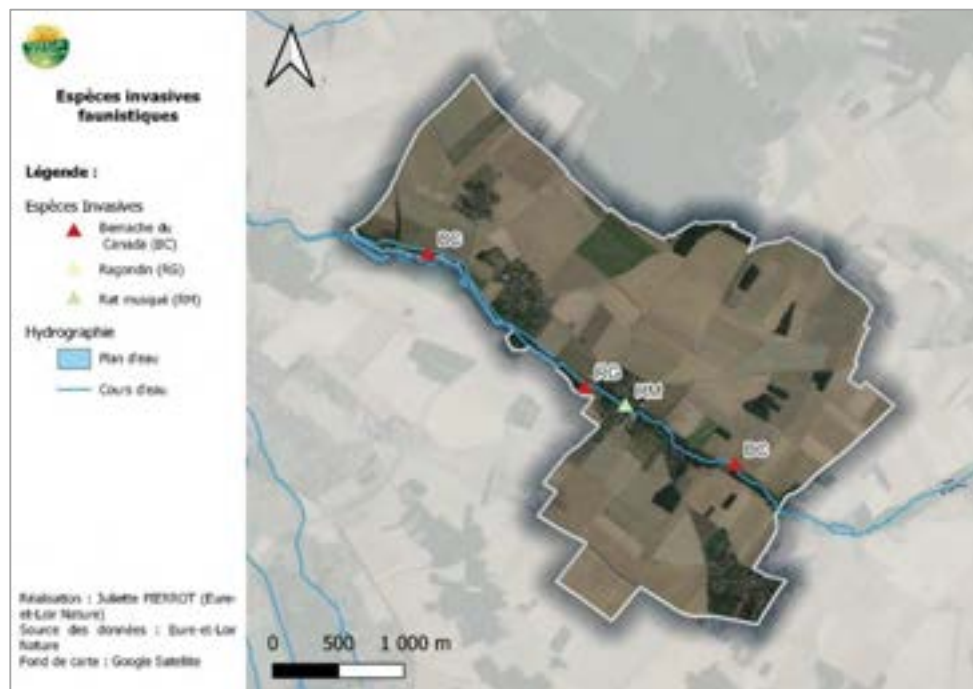 Espèces invasives
faunistiques
Légende :
Espèces Invasives
Bernache du
Canada (BC)
Ragondin (RG)
Rat musqué (RM)
Hydrographie
Plan d'eau
Cours d'eau
Réalisation : Juliette PIERROT (Eure-
et-Loir Nature)
Source des données : Eure-et-Loir
Nature
Fond de carte : Google Satellite
BC
RG
RM
BC
0 500 1 000 m